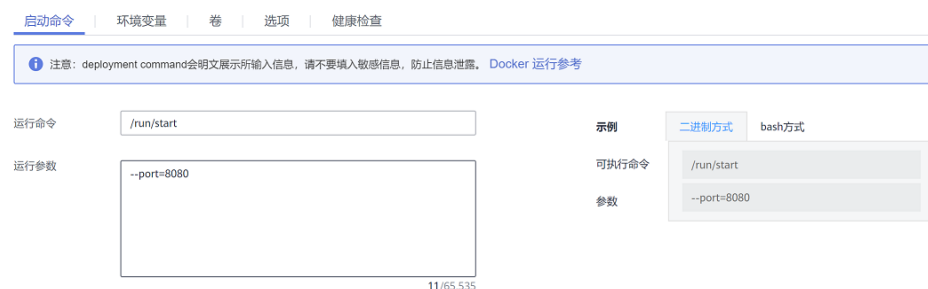 启动命令 环境变量 卷 选项 健康检查
注意：deployment command会明文展示所输入信息，请不要填入敏感信息，防止信息泄露。 Docker 运行参考
运行命令 /run/start
示例 二进制方式 bash方式
运行参数 --port=8080
可执行命令 /run/start
参数 --port=8080
11/65,535